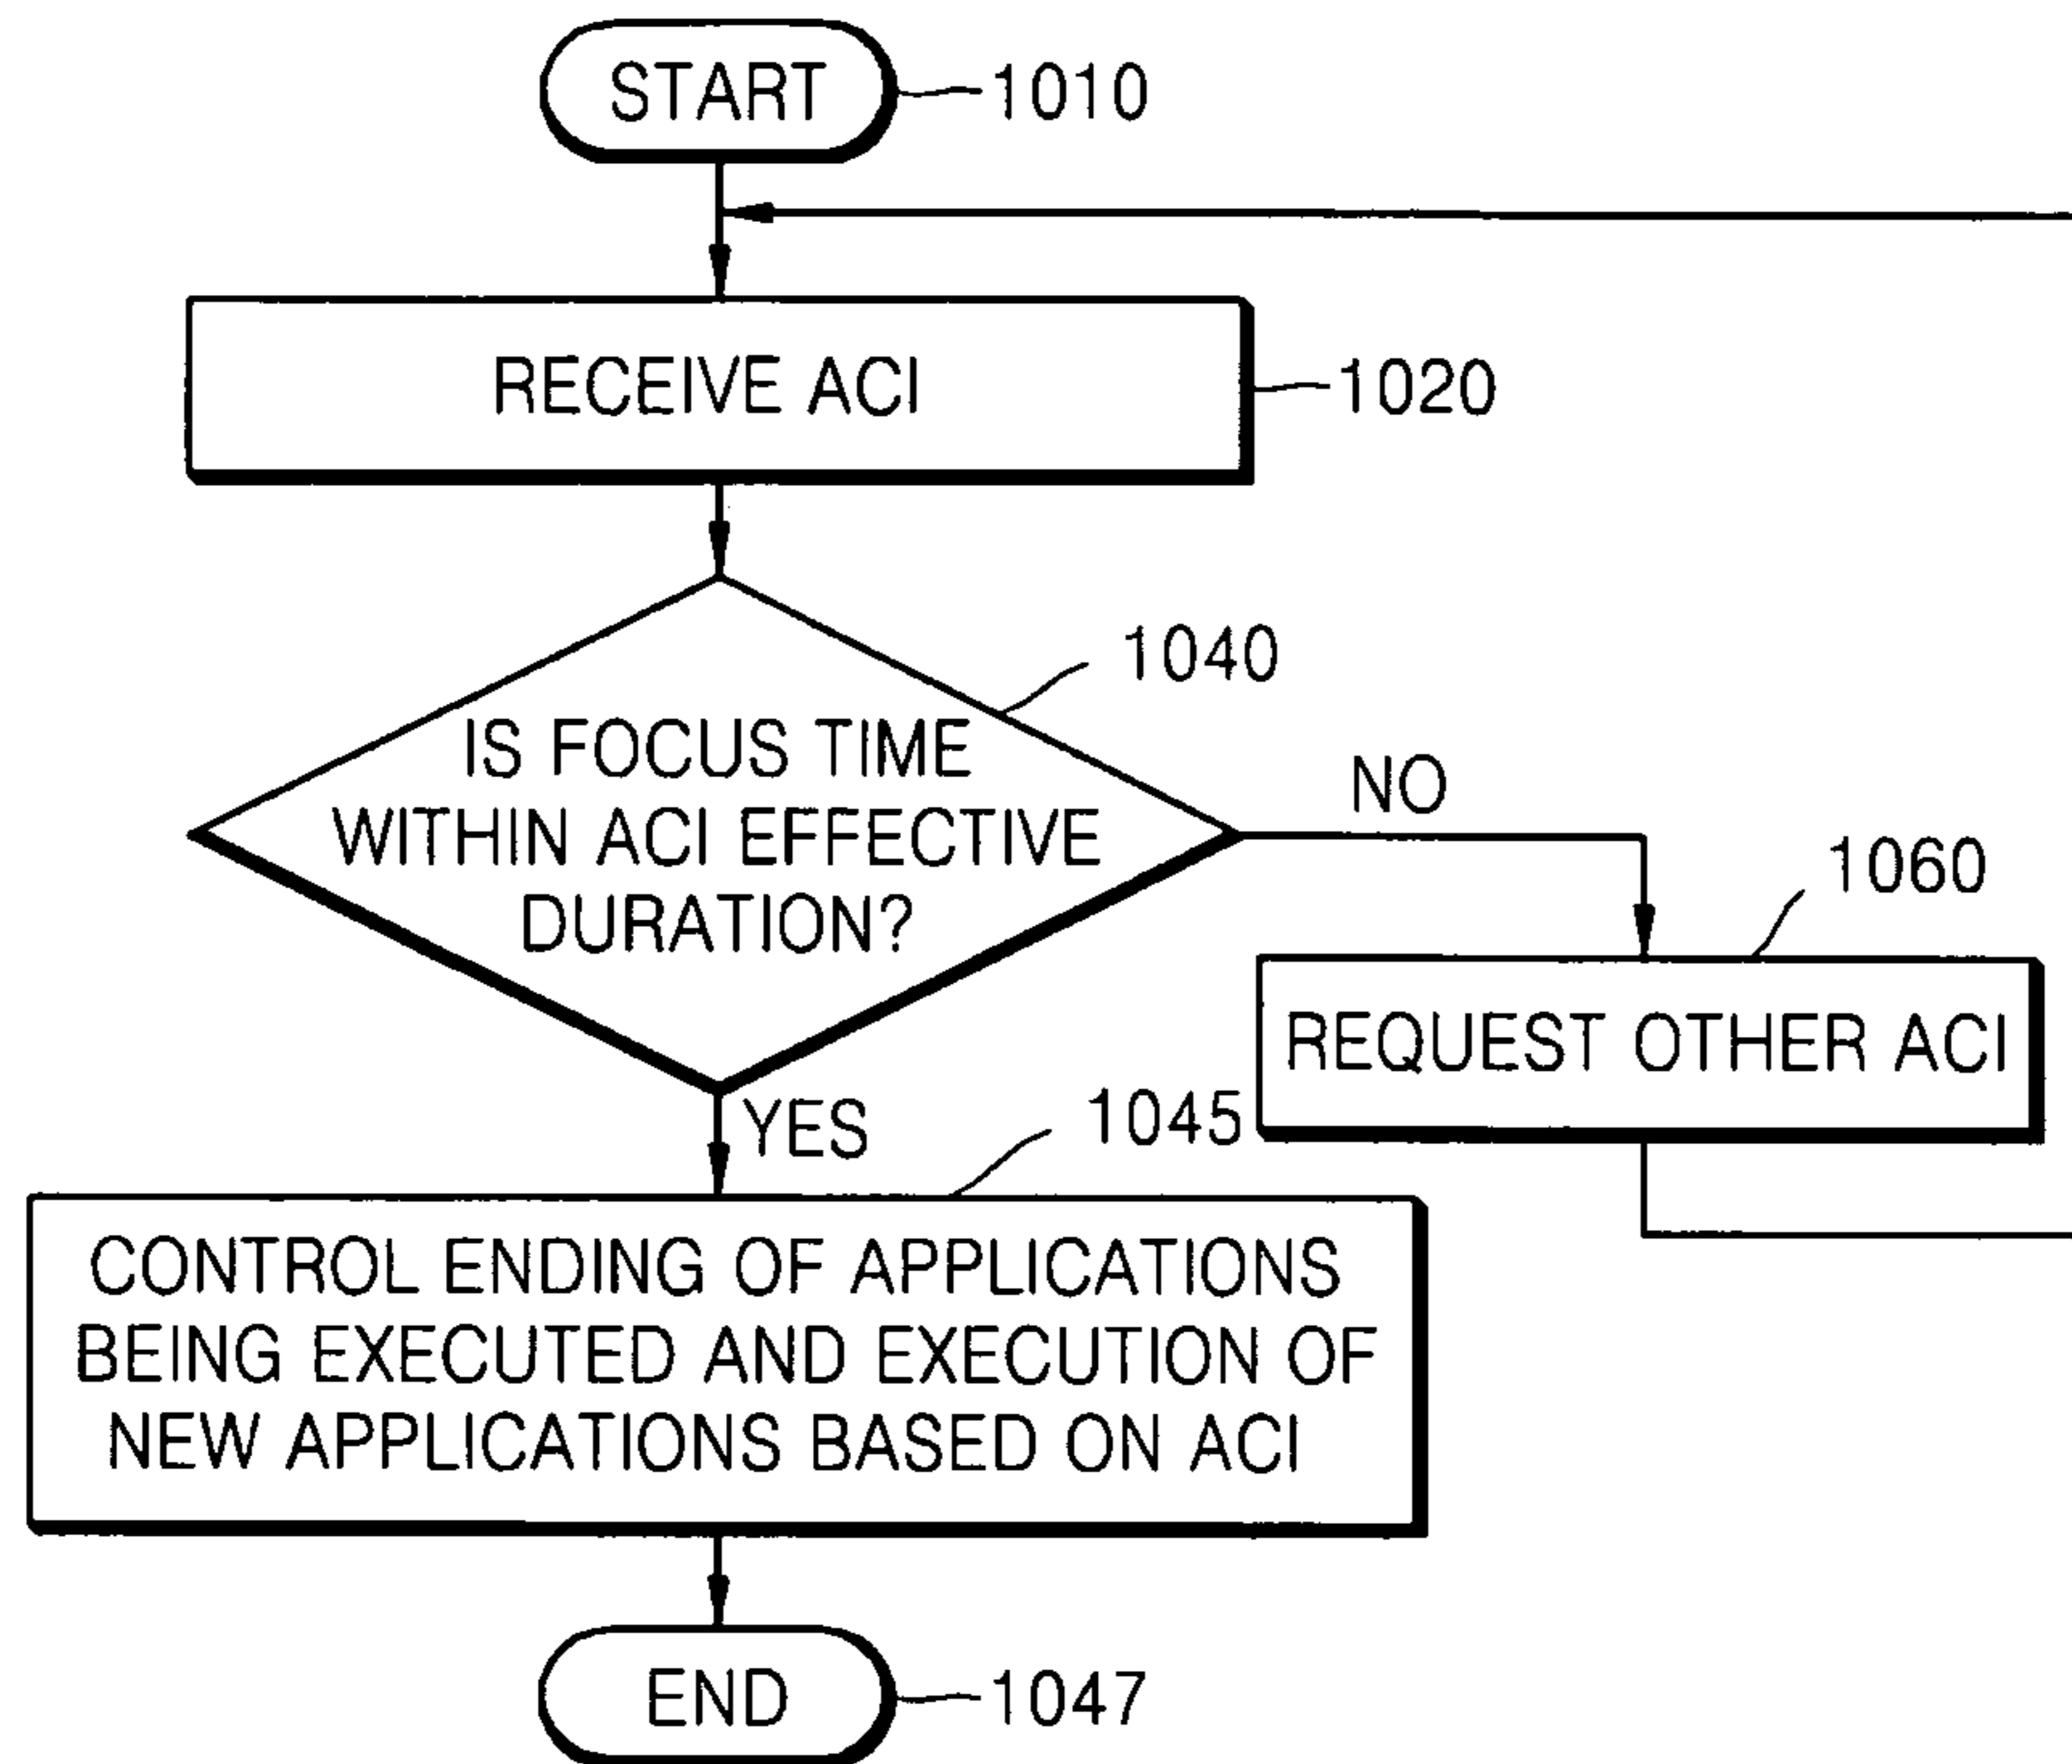 START
1010
RECEIVE ACI
1020
1040
IS FOCUS TIME
WITHIN ACI EFFECTIVE
DURATION?
NO
1060
REQUEST OTHER ACI
YES
1045
CONTROL ENDING OF APPLICATIONS
BEING EXECUTED AND EXECUTION OF
NEW APPLICATIONS BASED ON ACI
END
1047